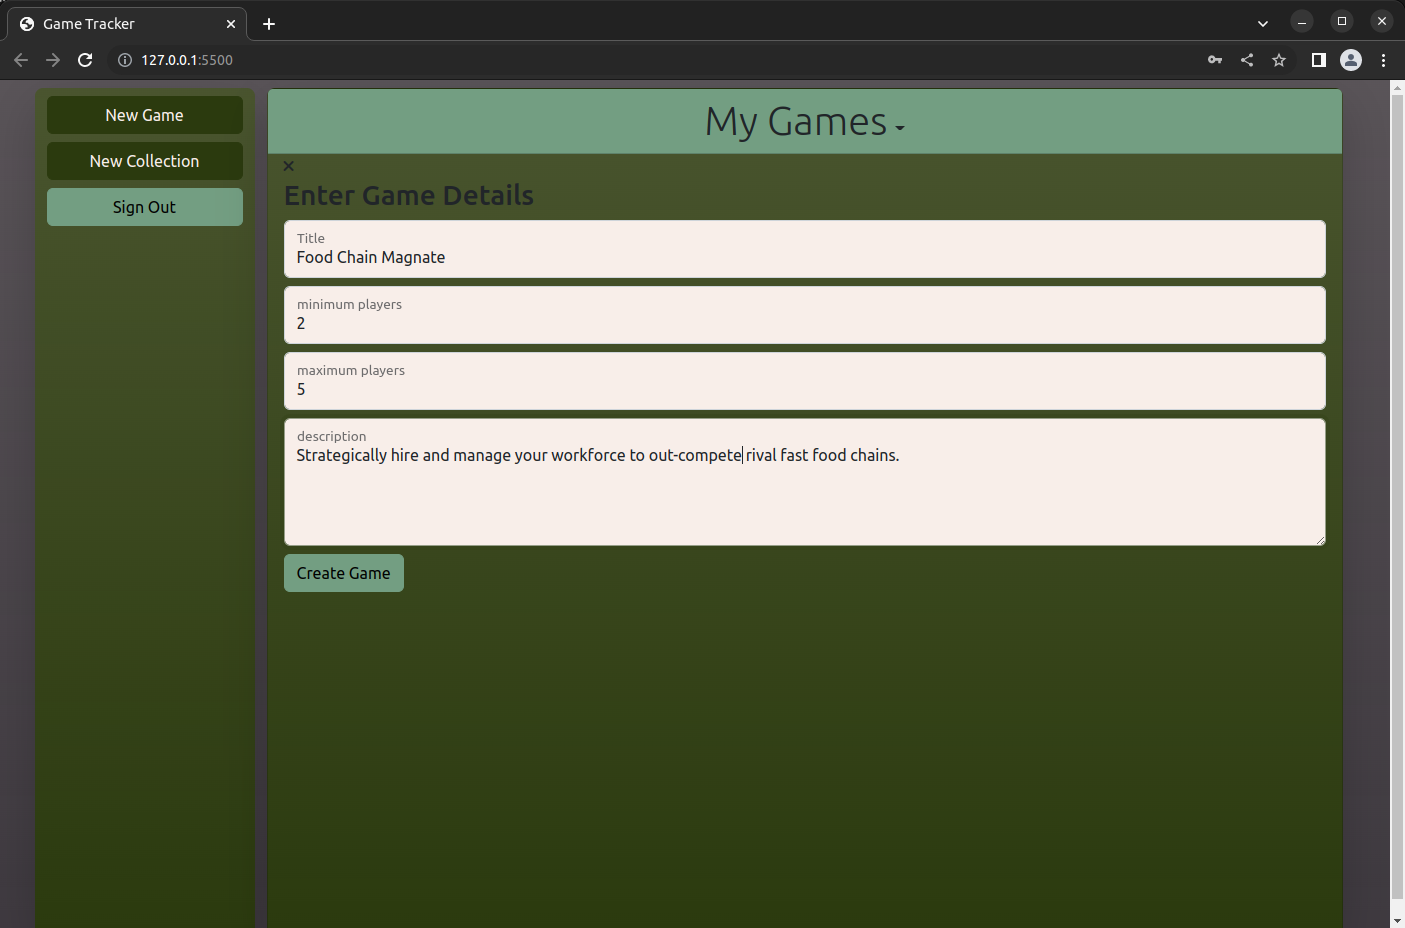 Game Tracker
127.0.0.1:5500
New Game
New Collection
Sign Out
My Games
Enter Game Details
Title
Food Chain Magnate
minimum players
2
maximum players
5
description
Strategically hire and manage your workforce to out-compete rival fast food chains.
Create Game